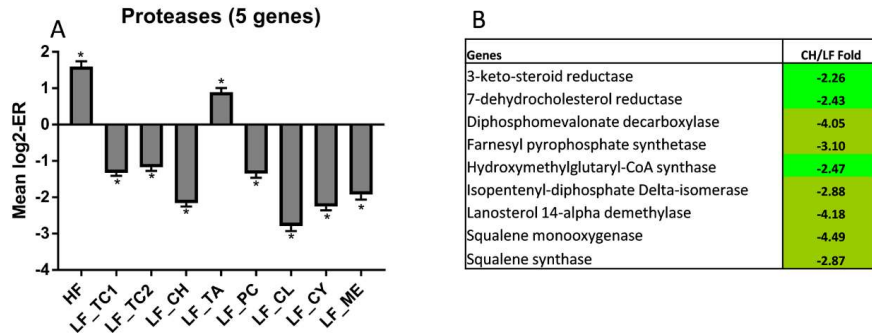 Proteases (5 genes)
A
Mean log2-ER
2
1
0
-1
-2
-3
-4
*
*
*
*
*
*
*
*
*
HF
LF_TC1
LF_TC2
LF_CH
LF_TA
LF_PC
LF_CL
LF_CY
LF_ME
B
Genes CH/LF Fold
3-keto-steroid reductase -2.26
7-dehydrocholesterol reductase -2.43
Diphosphomevalonate decarboxylase -4.05
Farnesyl pyrophosphate synthetase -3.10
Hydroxymethylglutaryl-CoA synthase -2.47
Isopentenyl-diphosphate Delta-isomerase -2.88
Lanosterol 14-alpha demethylase -4.18
Squalene monooxygenase -4.49
Squalene synthase -2.87